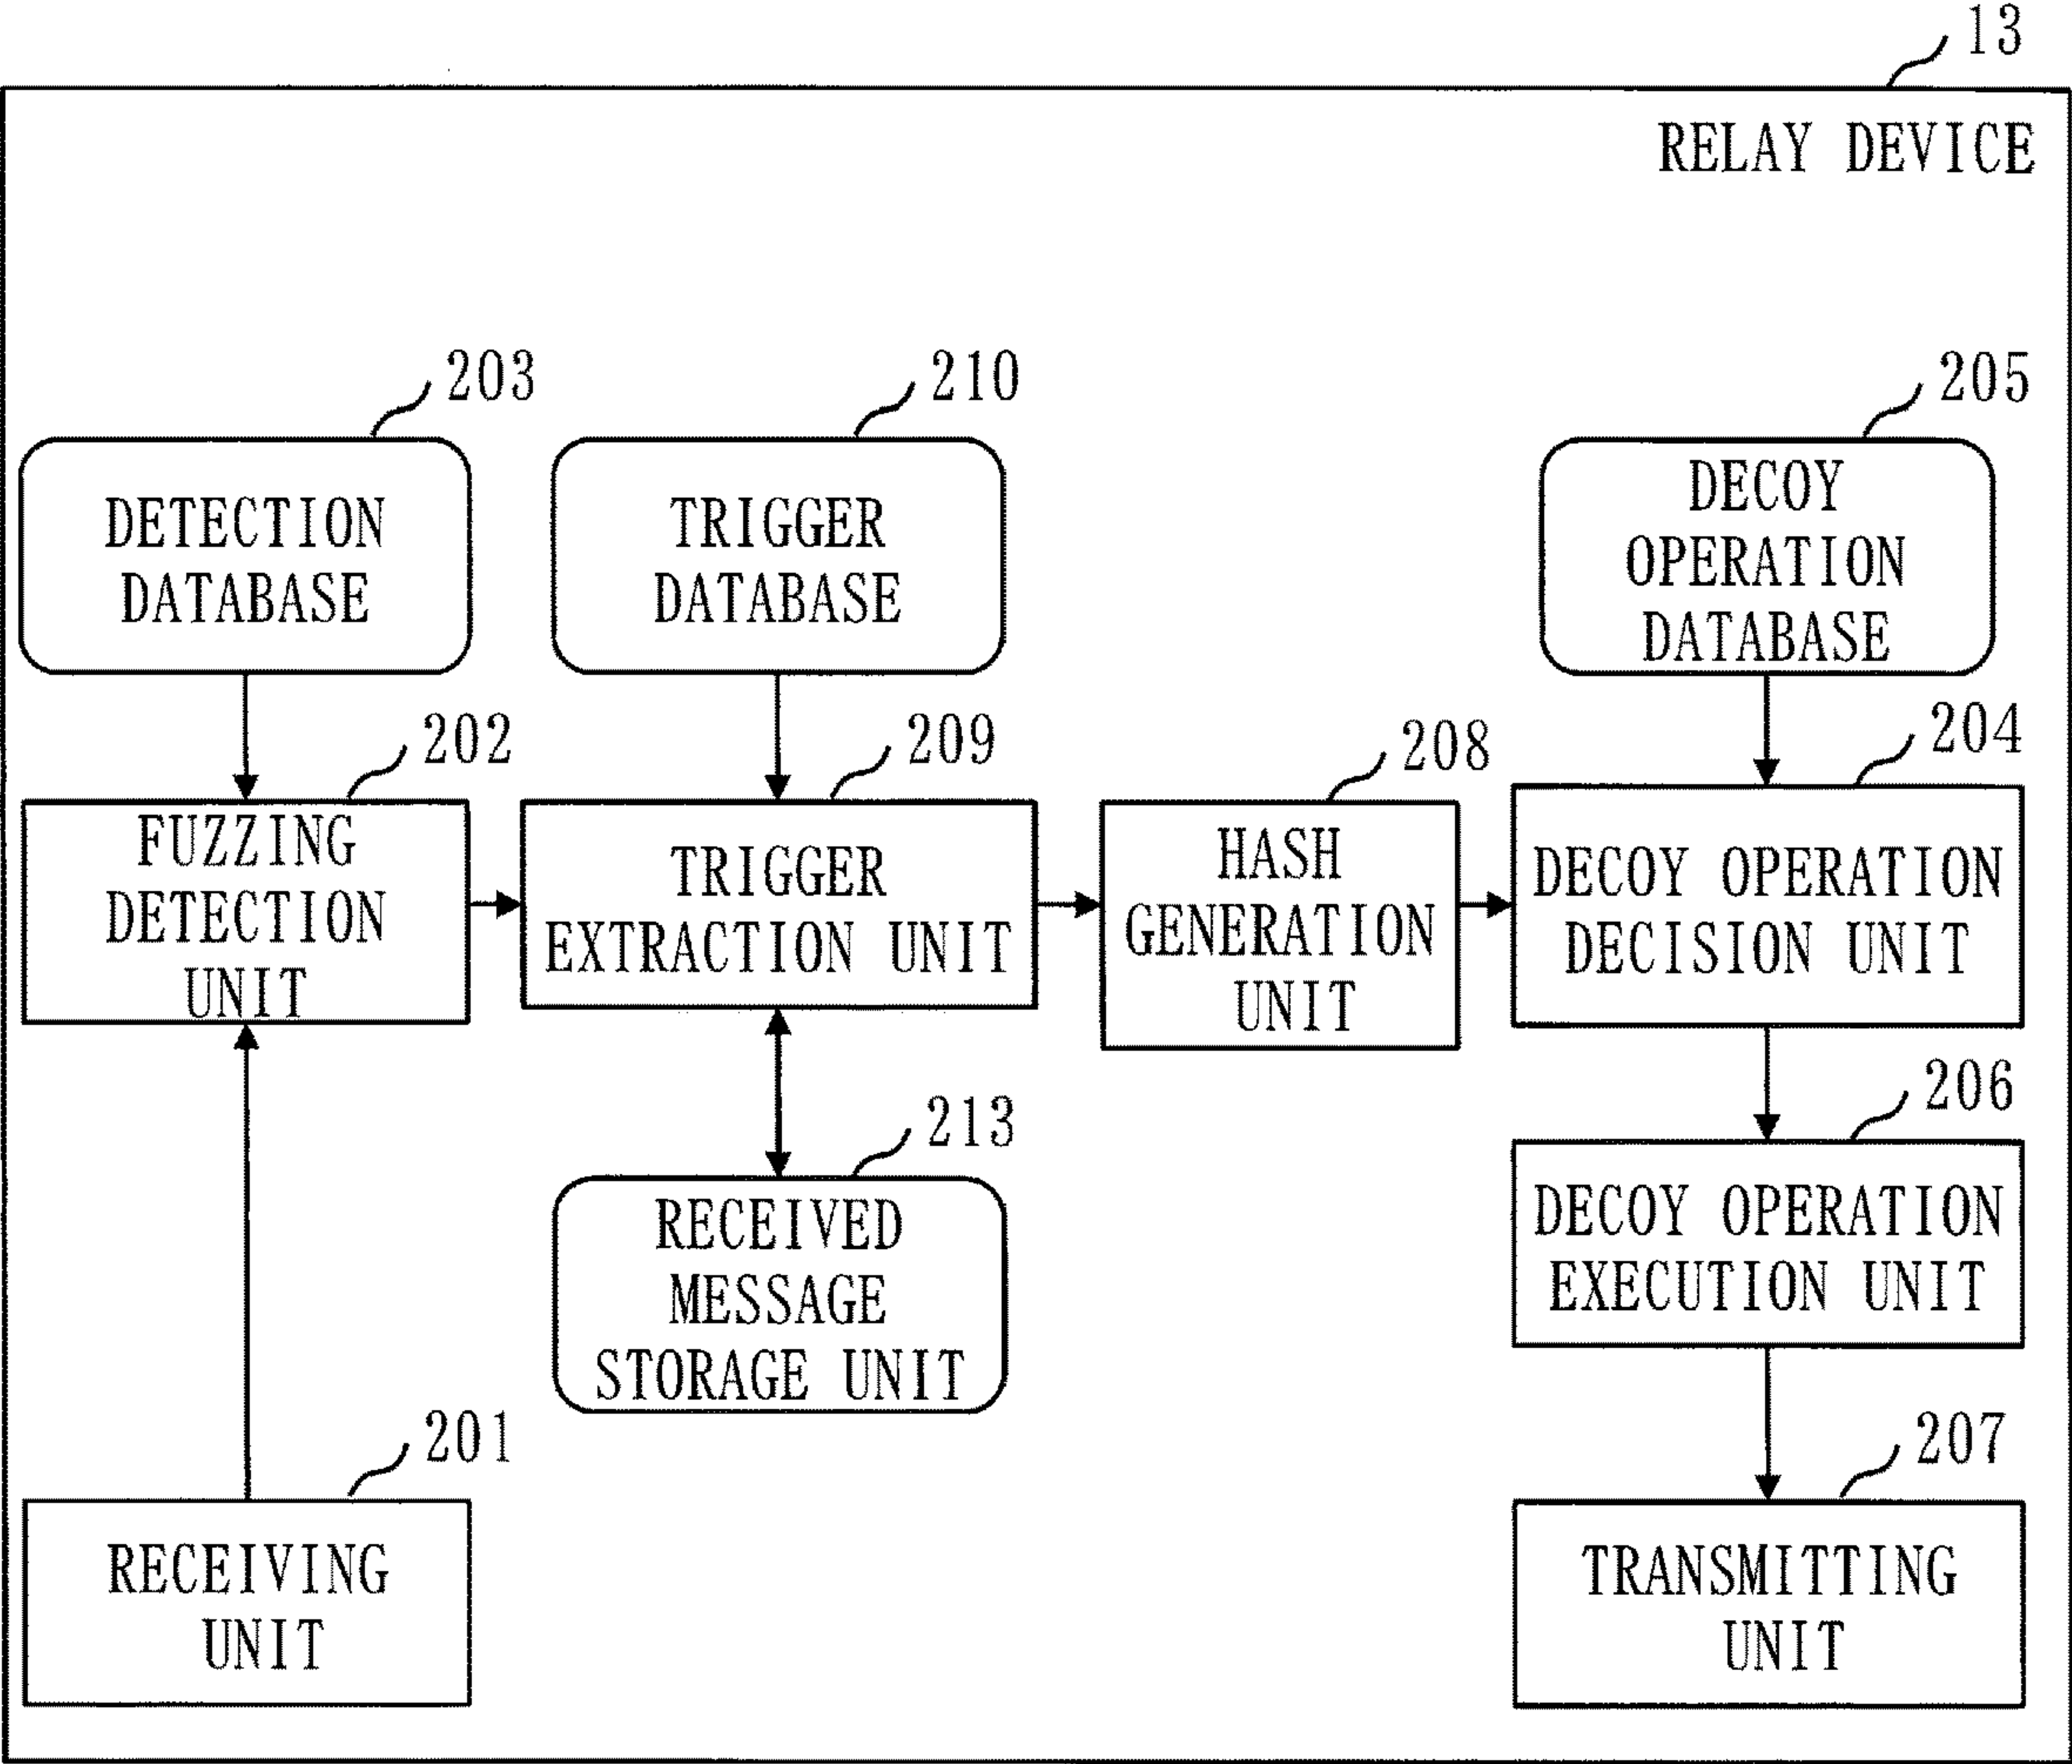 13
RELAY DEVICE
203
210
205
DETECTION
DATABASE
TRIGGER
DATABASE
DECOY
OPERATION
DATABASE
202
209
208
204
FUZZING
DETECTION
UNIT
TRIGGER
EXTRACTION UNIT
HASH
GENERATION
UNIT
DECOY OPERATION
DECISION UNIT
213
206
RECEIVED
MESSAGE
STORAGE UNIT
DECOY OPERATION
EXECUTION UNIT
201
207
RECEIVING
UNIT
TRANSMITTING
UNIT